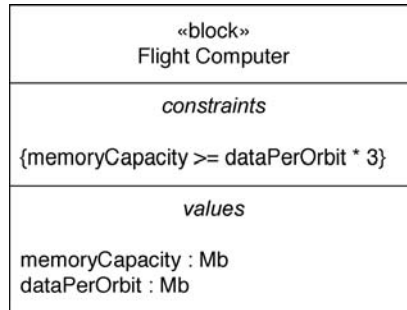 «block»
Flight Computer
constraints
{memoryCapacity >= dataPerOrbit * 3}
values
memoryCapacity : Mb
dataPerOrbit : Mb